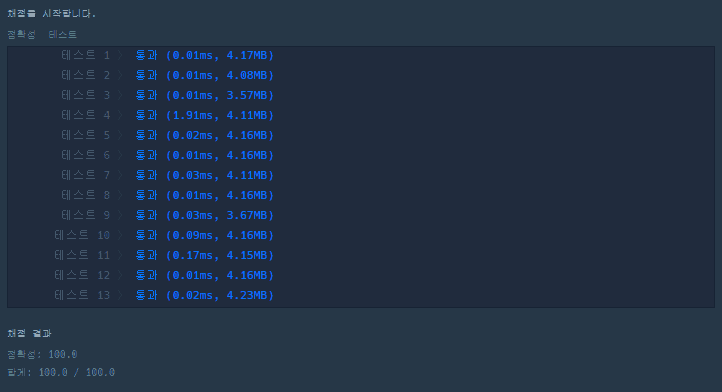 채점을 시작합니다.
정확성 테스트
테스트 1 〉 통과 (0.01ms, 4.17MB)
테스트 2 〉 통과 (0.01ms, 4.08MB)
테스트 3 〉 통과 (0.01ms, 3.57MB)
테스트 4 〉 통과 (1.91ms, 4.11MB)
테스트 5 〉 통과 (0.02ms, 4.16MB)
테스트 6 〉 통과 (0.01ms, 4.16MB)
테스트 7 〉 통과 (0.03ms, 4.11MB)
테스트 8 〉 통과 (0.01ms, 4.16MB)
테스트 9 〉 통과 (0.03ms, 3.67MB)
테스트 10 〉 통과 (0.09ms, 4.16MB)
테스트 11 〉 통과 (0.17ms, 4.15MB)
테스트 12 〉 통과 (0.01ms, 4.16MB)
테스트 13 〉 통과 (0.02ms, 4.23MB)
채점 결과
정확성: 100.0
합계: 100.0 / 100.0